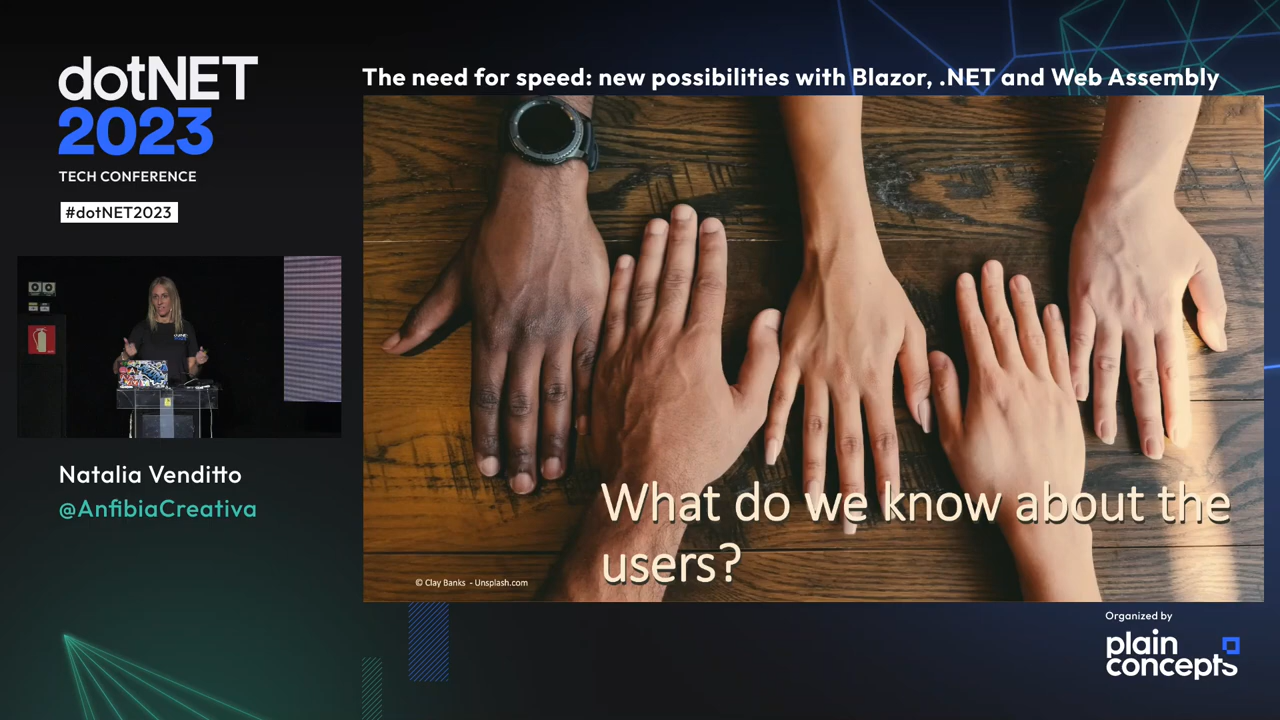 dotNET
2023
TECH CONFERENCE
#dotNET2023
The need for speed: new possibilities with Blazor, .NET and Web Assembly
What do we know about the
users?
© Clay Banks - Unsplash.com
Natalia Venditto
@AnfibiaCreativa
Organized by
plain
concepts